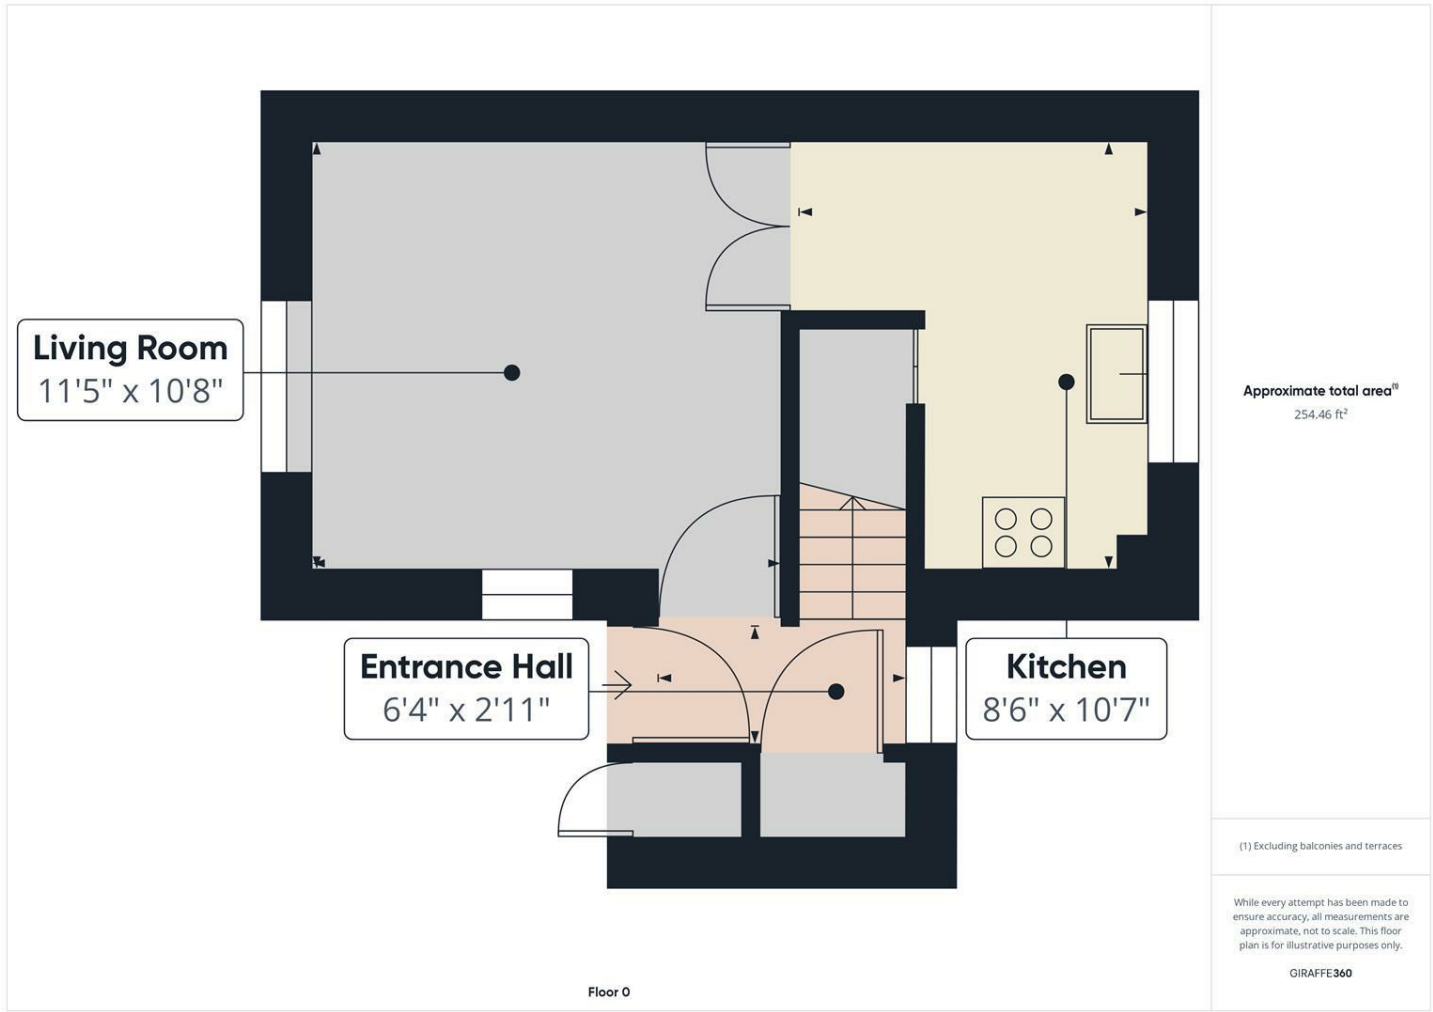 Living Room
11'5" x 10'8"
Entrance Hall
6'4" x 2'11"
Kitchen
8'6" x 10'7"
Floor 0
Approximate total area(1)
254.46 ft²
(1) Excluding balconies and terraces
While every attempt has been made to
ensure accuracy, all measurements are
approximate, not to scale. This floor
plan is for illustrative purposes only.
GIRAFFE360